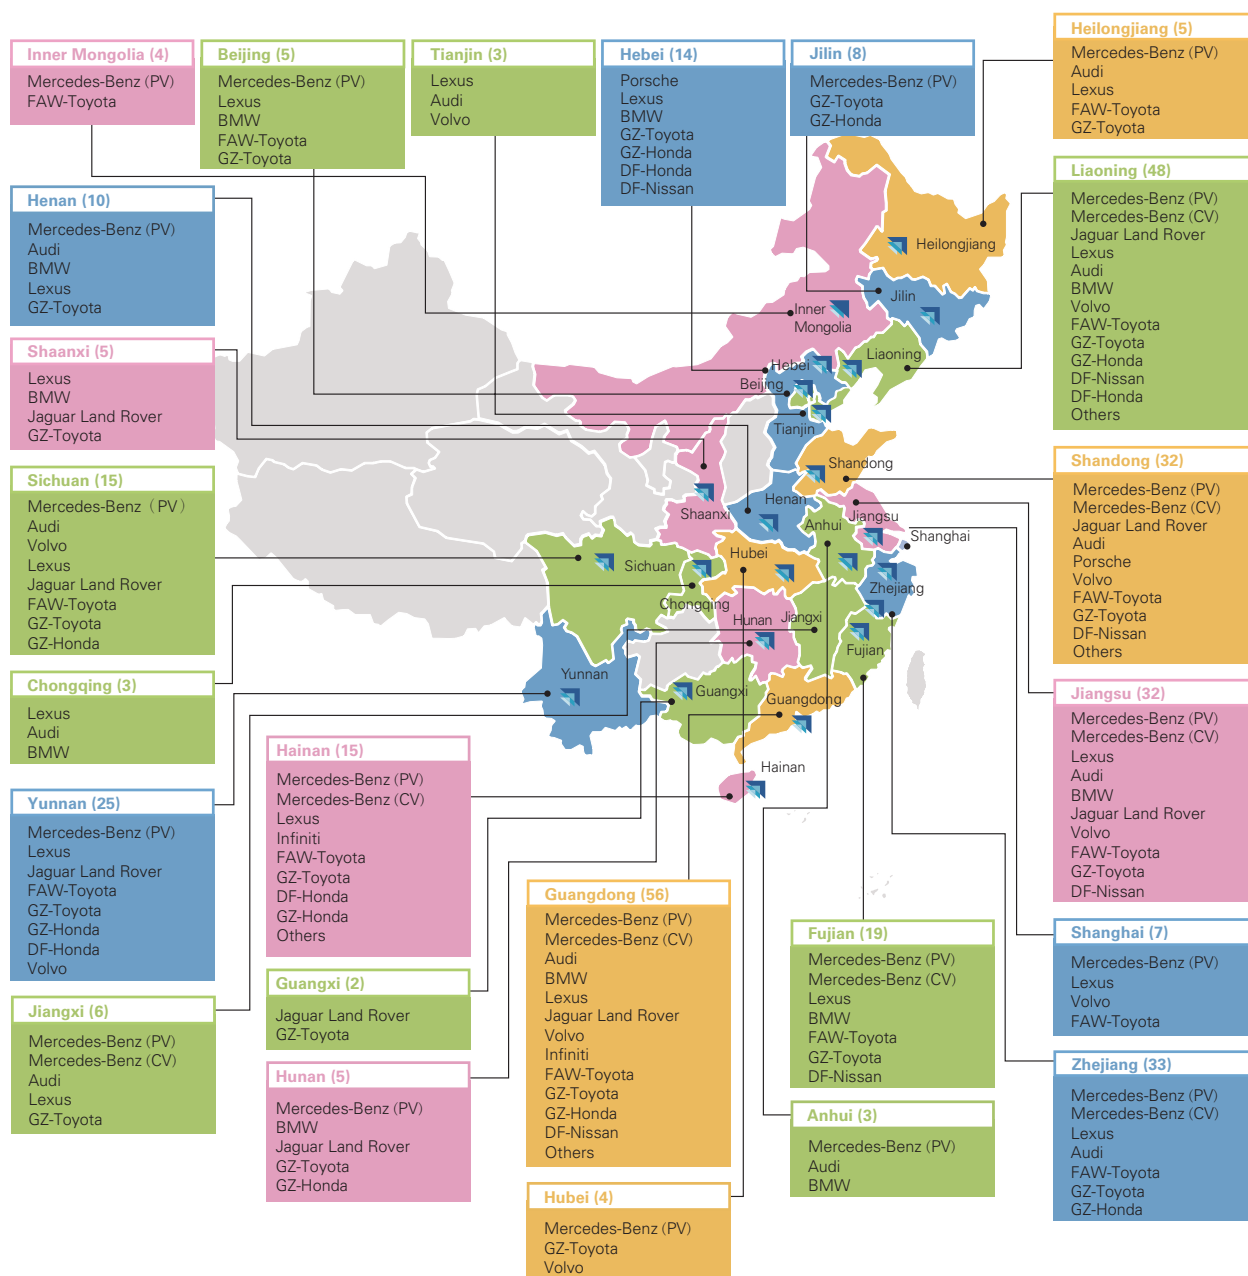 Inner Mongolia (4)
Mercedes-Benz (PV)
FAW-Toyota
Beijing (5)
Mercedes-Benz (PV)
Lexus
BMW
FAW-Toyota
GZ-Toyota
Tianjin (3)
Lexus
Audi
Volvo
Hebei (14)
Porsche
Lexus
BMW
GZ-Toyota
GZ-Honda
DF-Honda
DF-Nissan
Jilin (8)
Mercedes-Benz (PV)
GZ-Toyota
GZ-Honda
Heilongjiang (5)
Mercedes-Benz (PV)
Audi
Lexus
FAW-Toyota
GZ-Toyota
Henan (10)
Mercedes-Benz (PV)
Audi
BMW
Lexus
GZ-Toyota
Shaanxi (5)
Lexus
BMW
Jaguar Land Rover
GZ-Toyota
Sichuan (15)
Mercedes-Benz （PV）
Audi
Volvo
Lexus
Jaguar Land Rover
FAW-Toyota
GZ-Toyota
GZ-Honda
Chongqing (3)
Lexus
Audi
BMW
Yunnan (25)
Mercedes-Benz (PV)
Lexus
Jaguar Land Rover
FAW-Toyota
GZ-Toyota
GZ-Honda
DF-Honda
Volvo
Jiangxi (6)
Mercedes-Benz (PV)
Mercedes-Benz (CV)
Audi
Lexus
GZ-Toyota
Heilongjiang
Jilin
Inner
Mongolia
Liaoning
Hebei
Beijing
Tianjin
Shandong
Henan
Shaanxi
Anhui
Jiangsu
Shanghai
Hubei
Sichuan
Zhejiang
Chongqing
Hunan
Jiangxi
Fujian
Yunnan
Guangxi
Guangdong
Hainan
Hainan (15)
Mercedes-Benz (PV)
Mercedes-Benz (CV)
Lexus
Infiniti
FAW-Toyota
GZ-Toyota
DF-Honda
GZ-Honda
Others
Guangxi (2)
Jaguar Land Rover
GZ-Toyota
Hunan (5)
Mercedes-Benz (PV)
BMW
Jaguar Land Rover
GZ-Toyota
GZ-Honda
Guangdong (56)
Mercedes-Benz (PV)
Mercedes-Benz (CV)
Audi
BMW
Lexus
Jaguar Land Rover
Volvo
Infiniti
FAW-Toyota
GZ-Toyota
GZ-Honda
DF-Nissan
Others
Hubei (4)
Mercedes-Benz (PV)
GZ-Toyota
Volvo
Fujian (19)
Mercedes-Benz (PV)
Mercedes-Benz (CV)
Lexus
BMW
FAW-Toyota
GZ-Toyota
DF-Nissan
Anhui (3)
Mercedes-Benz (PV)
Audi
BMW
Liaoning (48)
Mercedes-Benz (PV)
Mercedes-Benz (CV)
Jaguar Land Rover
Lexus
Audi
BMW
Volvo
FAW-Toyota
GZ-Toyota
GZ-Honda
DF-Nissan
DF-Honda
Others
Shandong (32)
Mercedes-Benz (PV)
Mercedes-Benz (CV)
Jaguar Land Rover
Audi
Porsche
Volvo
FAW-Toyota
GZ-Toyota
DF-Nissan
Others
Jiangsu (32)
Mercedes-Benz (PV)
Mercedes-Benz (CV)
Lexus
Audi
BMW
Jaguar Land Rover
Volvo
FAW-Toyota
GZ-Toyota
DF-Nissan
Shanghai (7)
Mercedes-Benz (PV)
Lexus
Volvo
FAW-Toyota
Zhejiang (33)
Mercedes-Benz (PV)
Mercedes-Benz (CV)
Lexus
Audi
FAW-Toyota
GZ-Toyota
GZ-Honda